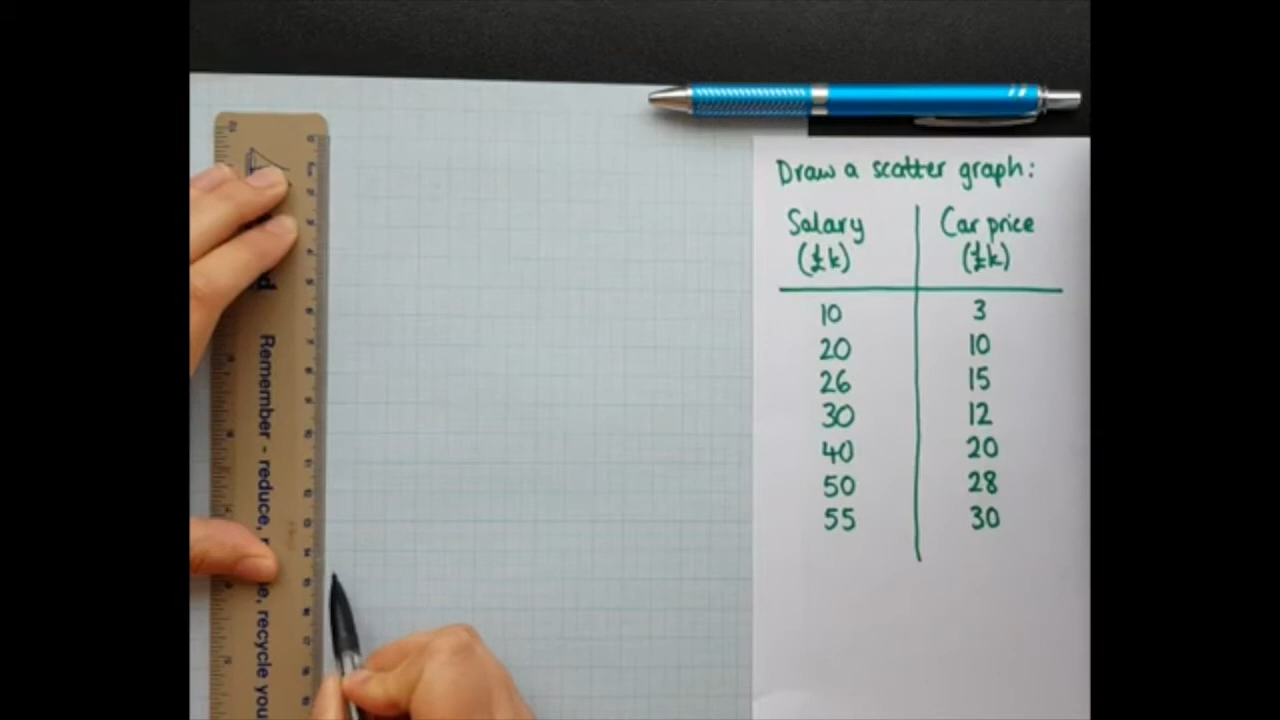 Draw a scatter graph:
Salary Car price
(£k) (£k)
10 3
20 10
26 15
30 12
40 20
50 28
55 30
Remember - reduce, recycle you